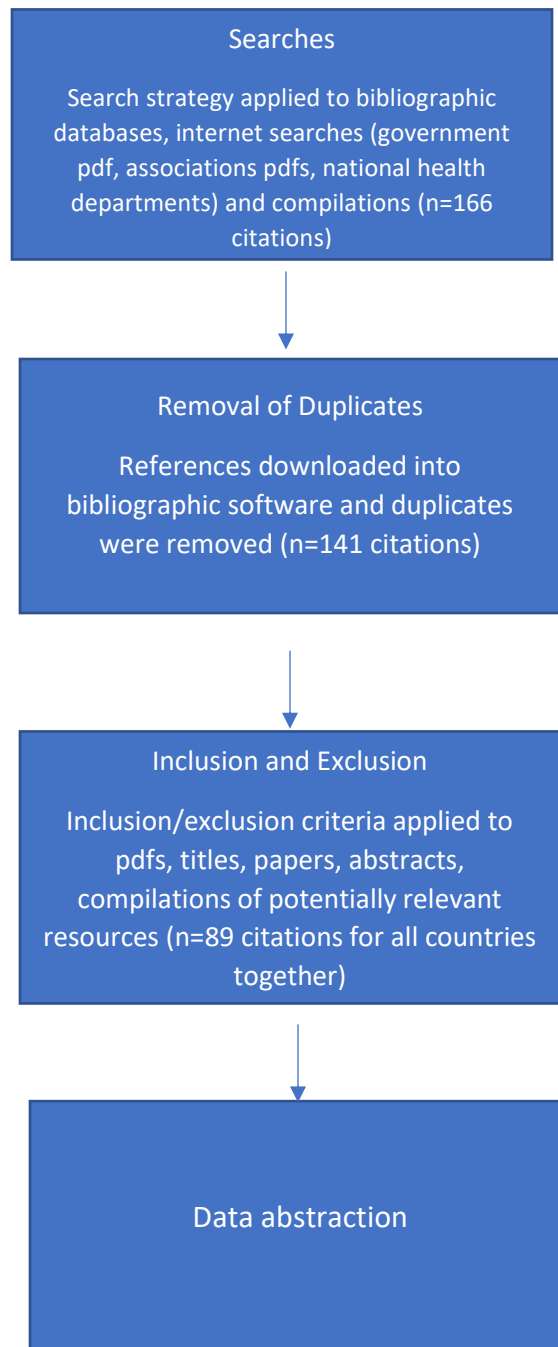 Searches
Search strategy applied to bibliographic
databases, internet searches (government
pdf, associations pdfs, national health
departments) and compilations (n=166
citations)
Removal of Duplicates
References downloaded into
bibliographic software and duplicates
were removed (n=141 citations)
Inclusion and Exclusion
Inclusion/exclusion criteria applied to
pdfs, titles, papers, abstracts,
compilations of potentially relevant
resources (n=89 citations for all countries
together)
Data abstraction